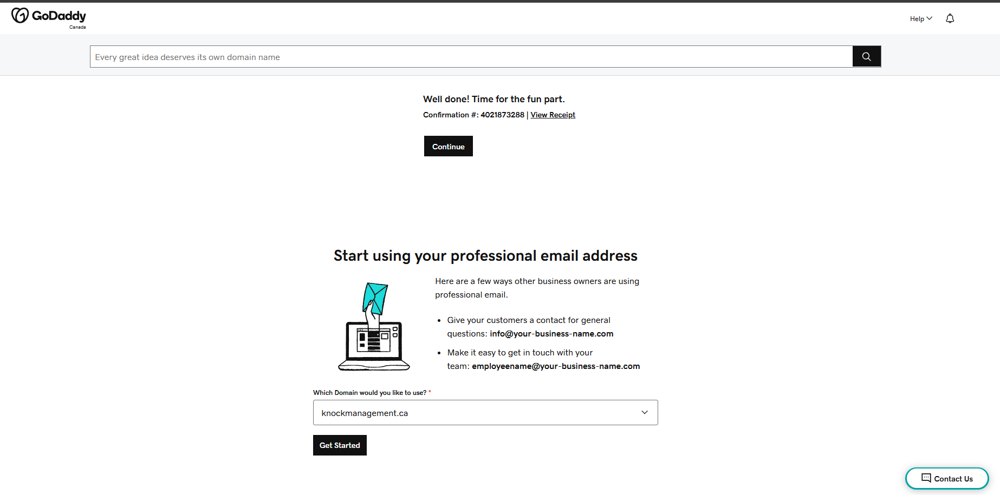 GoDaddy
Canada
Help
Every great idea deserves its own domain name
Well done! Time for the fun part.
Confirmation #: 4021873288 | View Receipt
Continue
Start using your professional email address
Here are a few ways other business owners are using
professional email.
• Give your customers a contact for general
questions: info@your-business-name.com
• Make it easy to get in touch with your
team: employeename@your-business-name.com
Which Domain would you like to use? *
knockmanagement.ca
Get Started
Contact Us